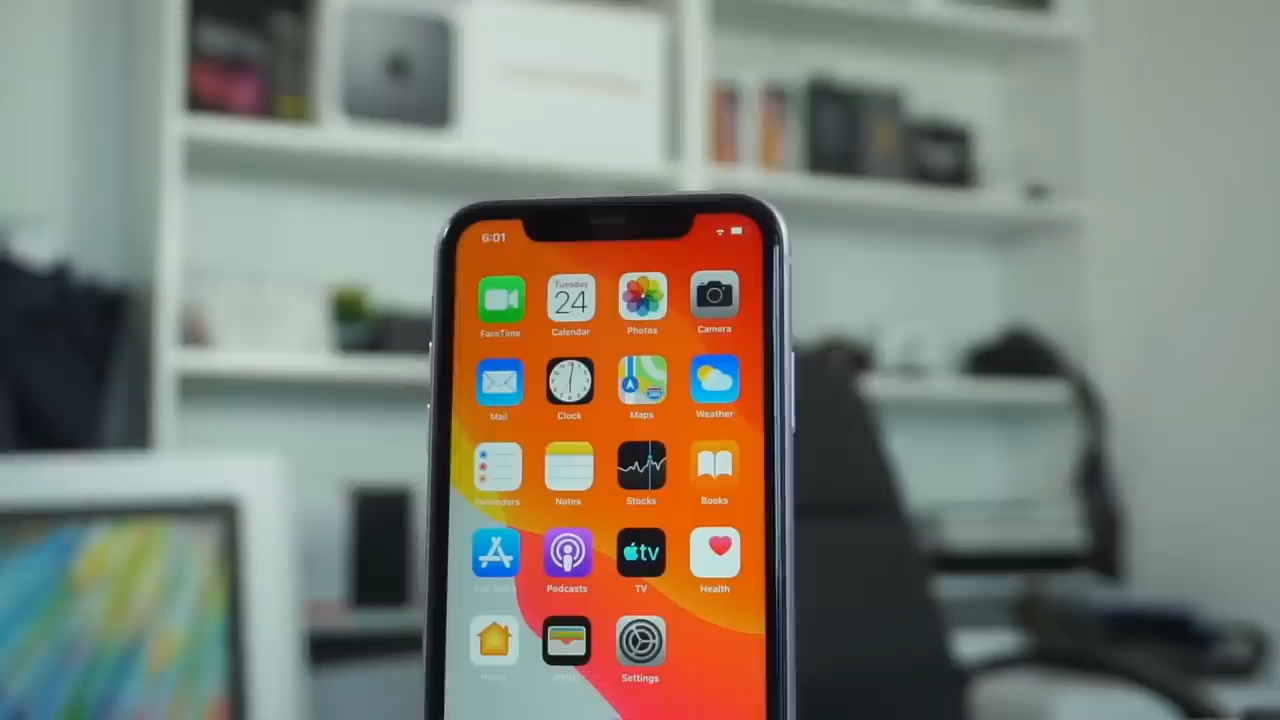 6:01
FaceTime
Tuesday
24
Calendar
Photos
Camera
Mail
Clock
Maps
Weather
Reminders
Notes
Stocks
Books
Podcasts
tv
TV
Health
Settings